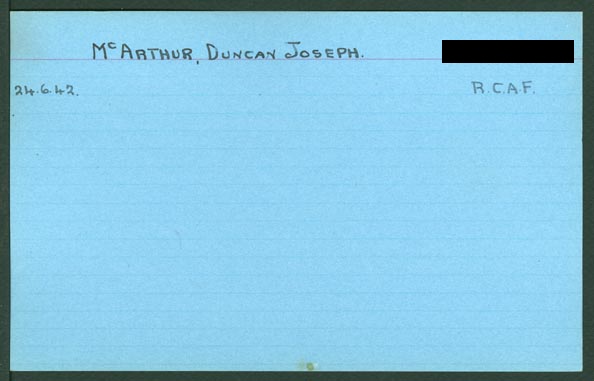 McARTHUR, DUNCAN JOSEPH.
24.6.42. R.C.A.F.